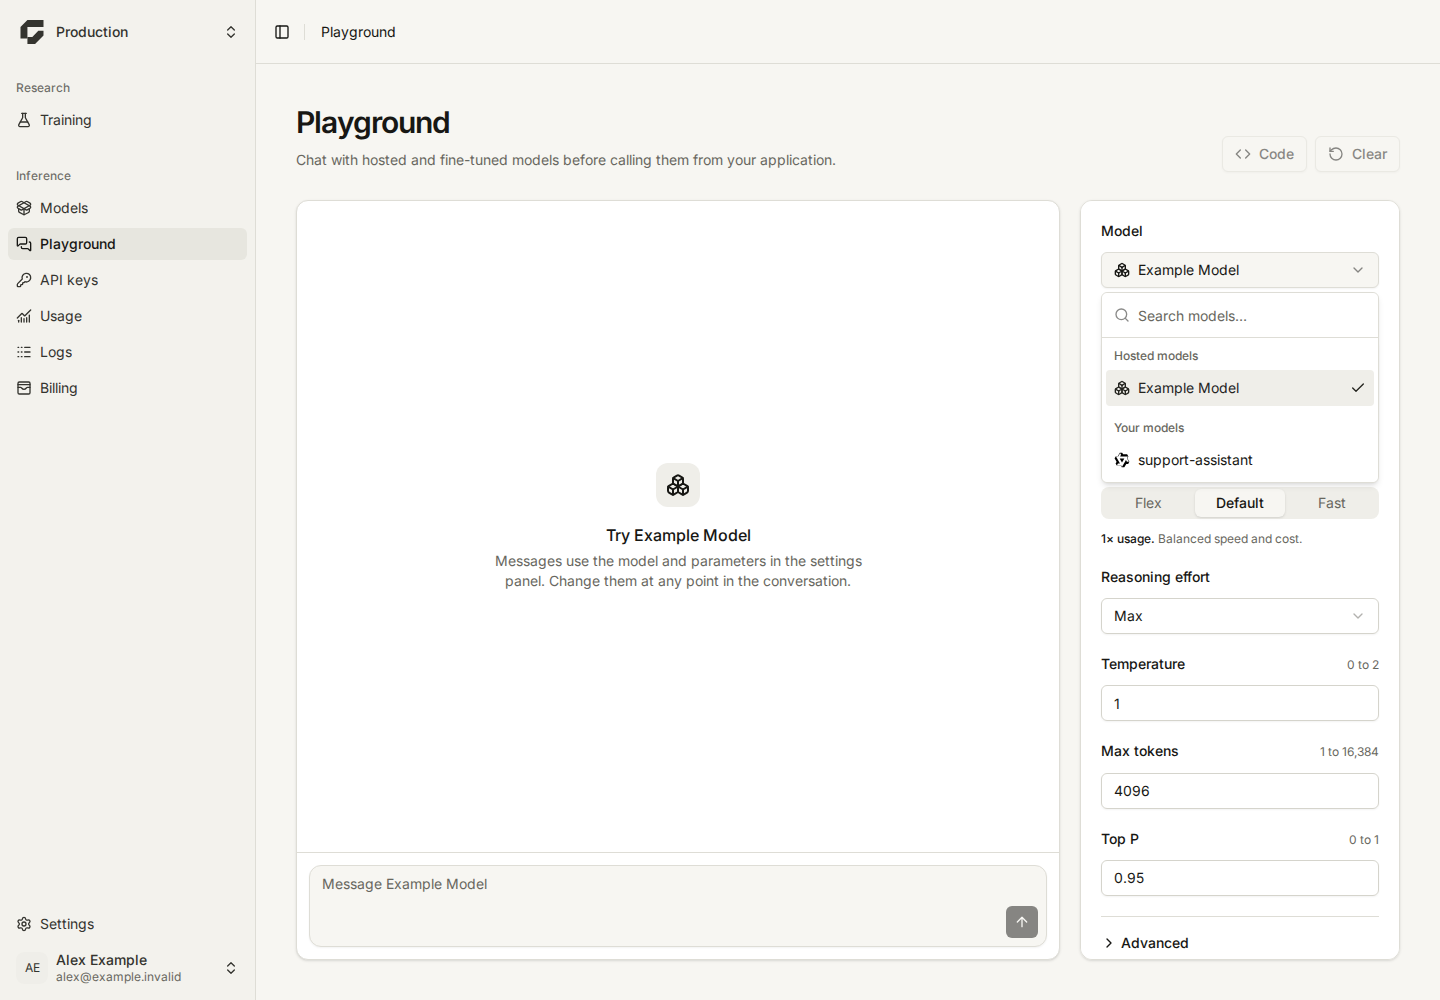 Production
Research
Training
Inference
Models
Playground
API keys
Usage
Logs
Billing
Settings
AE
Alex Example
alex@example.invalid
Playground
Playground
Chat with hosted and fine-tuned models before calling them from your application.
Code
Clear
Try Example Model
Messages use the model and parameters in the settings
panel. Change them at any point in the conversation.
Message Example Model
Model
Example Model
Search models...
Hosted models
Example Model
Your models
support-assistant
Flex
Default
Fast
1× usage. Balanced speed and cost.
Reasoning effort
Max
Temperature
0 to 2
1
Max tokens
1 to 16,384
4096
Top P
0 to 1
0.95
Advanced